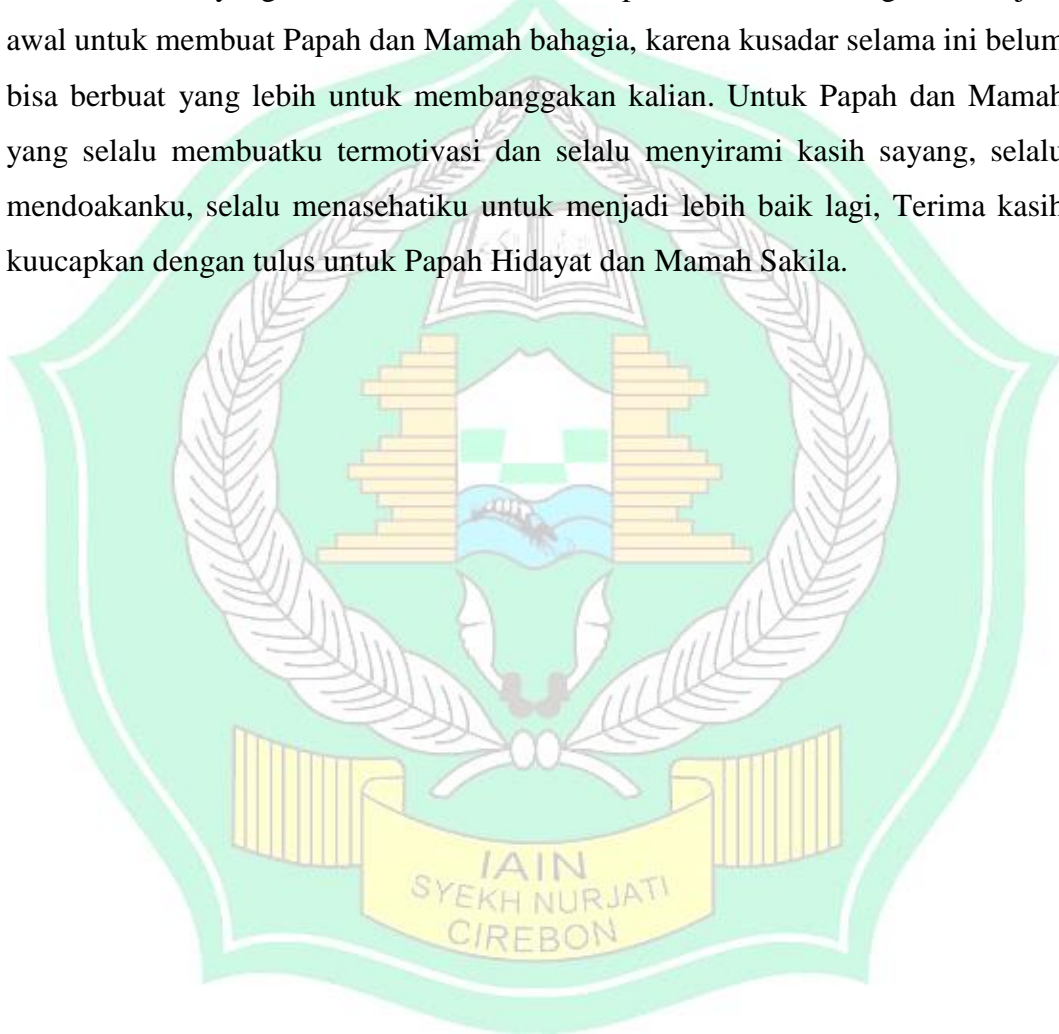 awal untuk membuat Papah dan Mamah bahagia, karena kusadar selama ini belum
bisa berbuat yang lebih untuk membanggakan kalian. Untuk Papah dan Mamah
yang selalu membuatku termotivasi dan selalu menyirami kasih sayang, selalu
mendoakanku, selalu menasehatiku untuk menjadi lebih baik lagi, Terima kasih
kuucapkan dengan tulus untuk Papah Hidayat dan Mamah Sakila.
IAIN
SYEKH NURJATI
CIREBON